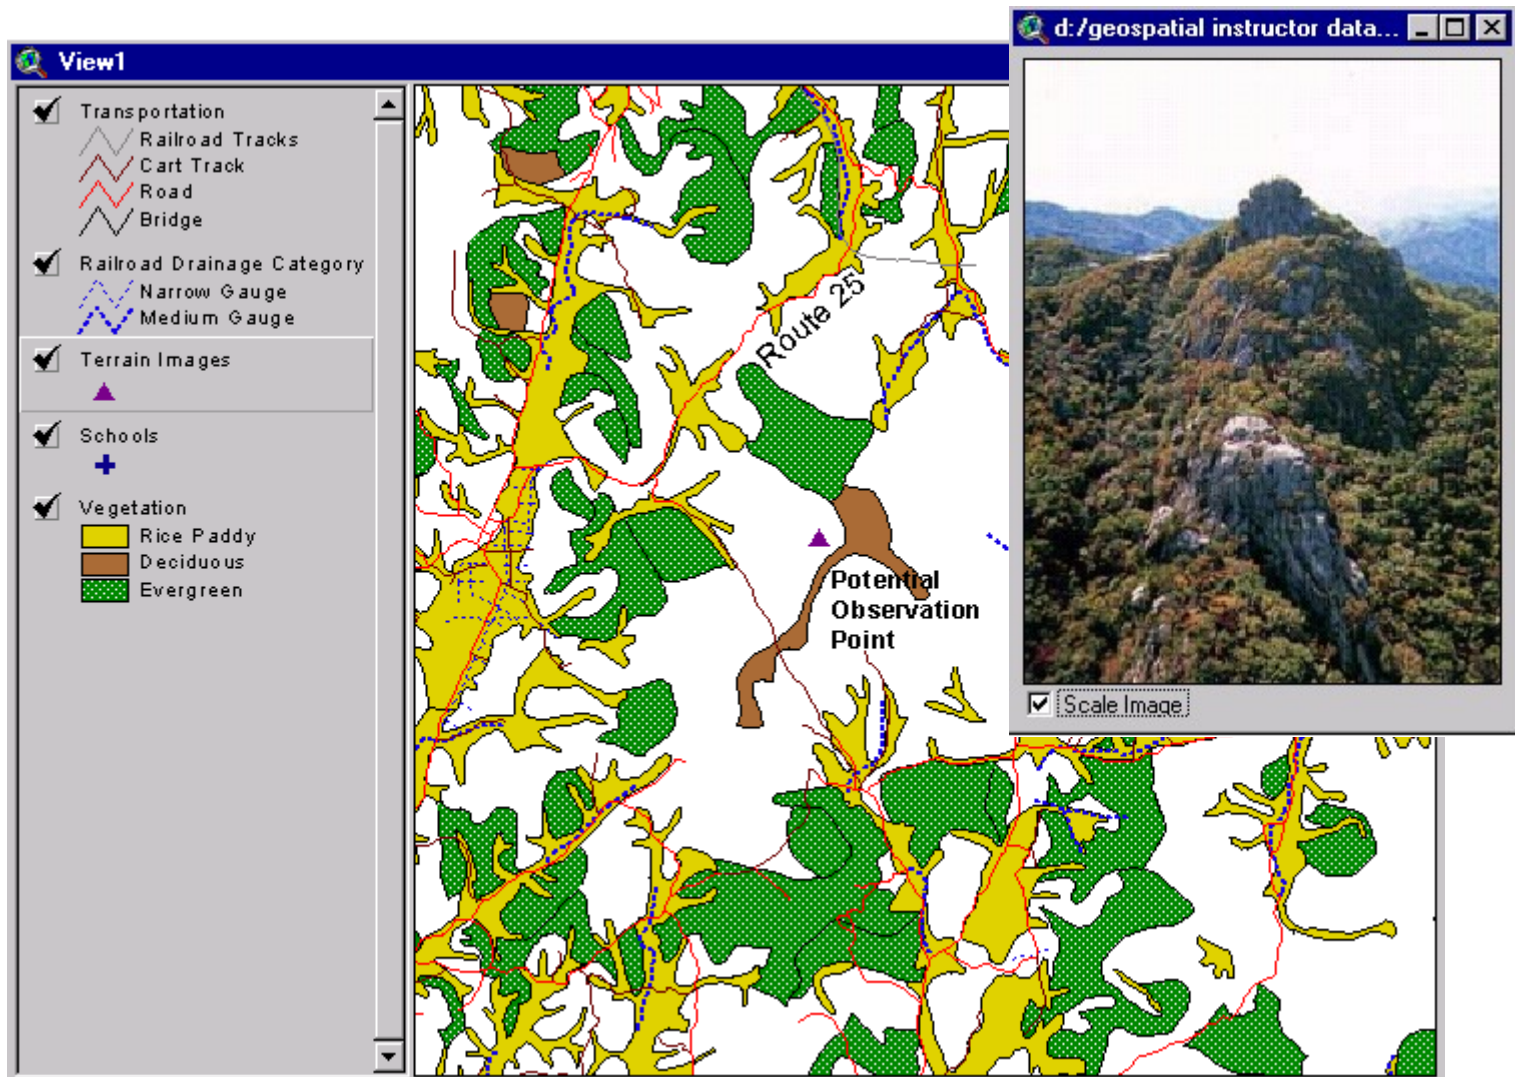 View1
Transportation
Railroad Tracks
Cart Track
Road
Bridge
Railroad Drainage Category
Narrow Gauge
Medium Gauge
Terrain Images
Schools
Vegetation
Rice Paddy
Deciduous
Evergreen
Route 25
Potential
Observation
Point
d:/geospatial instructor data...
Scale Image